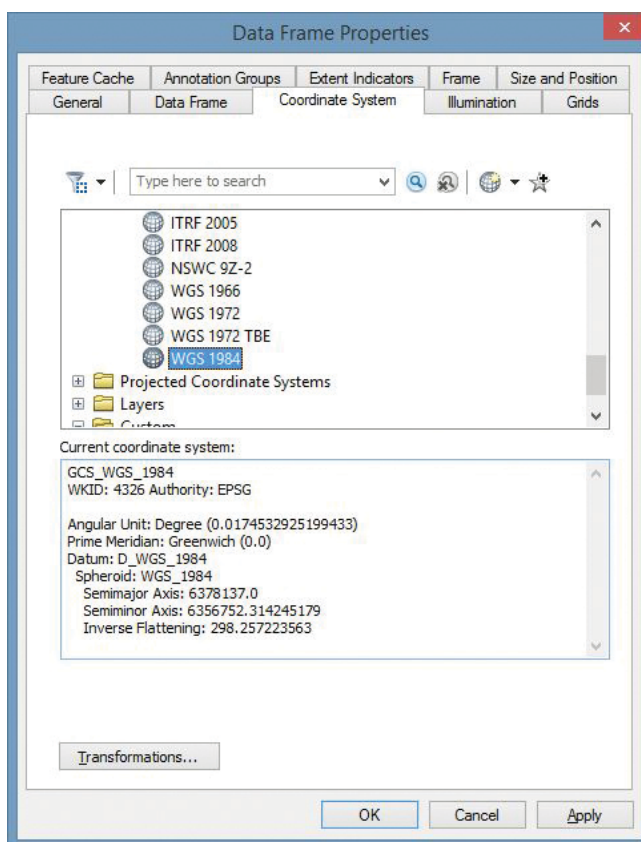 Data Frame Properties
×
Feature Cache Annotation Groups Extent Indicators Frame Size and Position
General Data Frame Coordinate System Illumination Grids
Type here to search
ITRF 2005
ITRF 2008
NSWC 9Z-2
WGS 1966
WGS 1972
WGS 1972 TBE
WGS 1984
Projected Coordinate Systems
Layers
Custom
Current coordinate system:
GCS_WGS_1984
WKID: 4326 Authority: EPSG
Angular Unit: Degree (0.0174532925199433)
Prime Meridian: Greenwich (0.0)
Datum: D_WGS_1984
Spheroid: WGS_1984
Semimajor Axis: 6378137.0
Semiminor Axis: 6356752.314245179
Inverse Flattening: 298.257223563
Transformations...
OK Cancel Apply